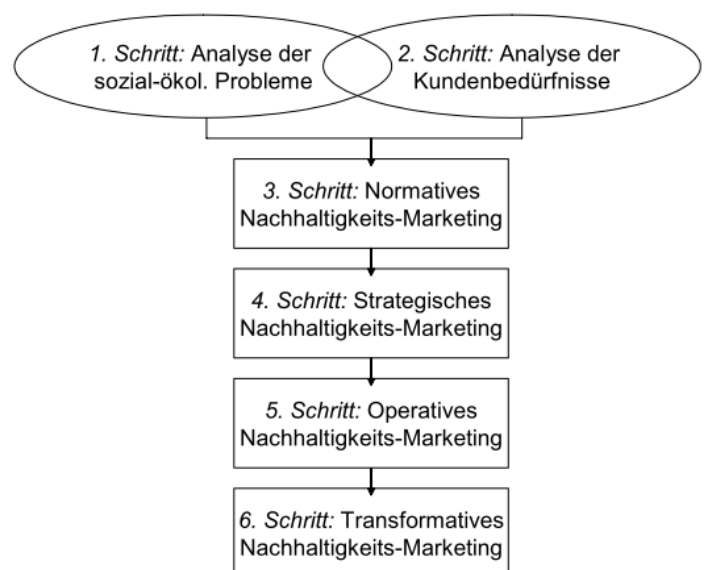 1. Schritt: Analyse der
sozial-ökol. Probleme
2. Schritt: Analyse der
Kundenbedürfnisse
3. Schritt: Normatives
Nachhaltigkeits-Marketing
4. Schritt: Strategisches
Nachhaltigkeits-Marketing
5. Schritt: Operatives
Nachhaltigkeits-Marketing
6. Schritt: Transformatives
Nachhaltigkeits-Marketing